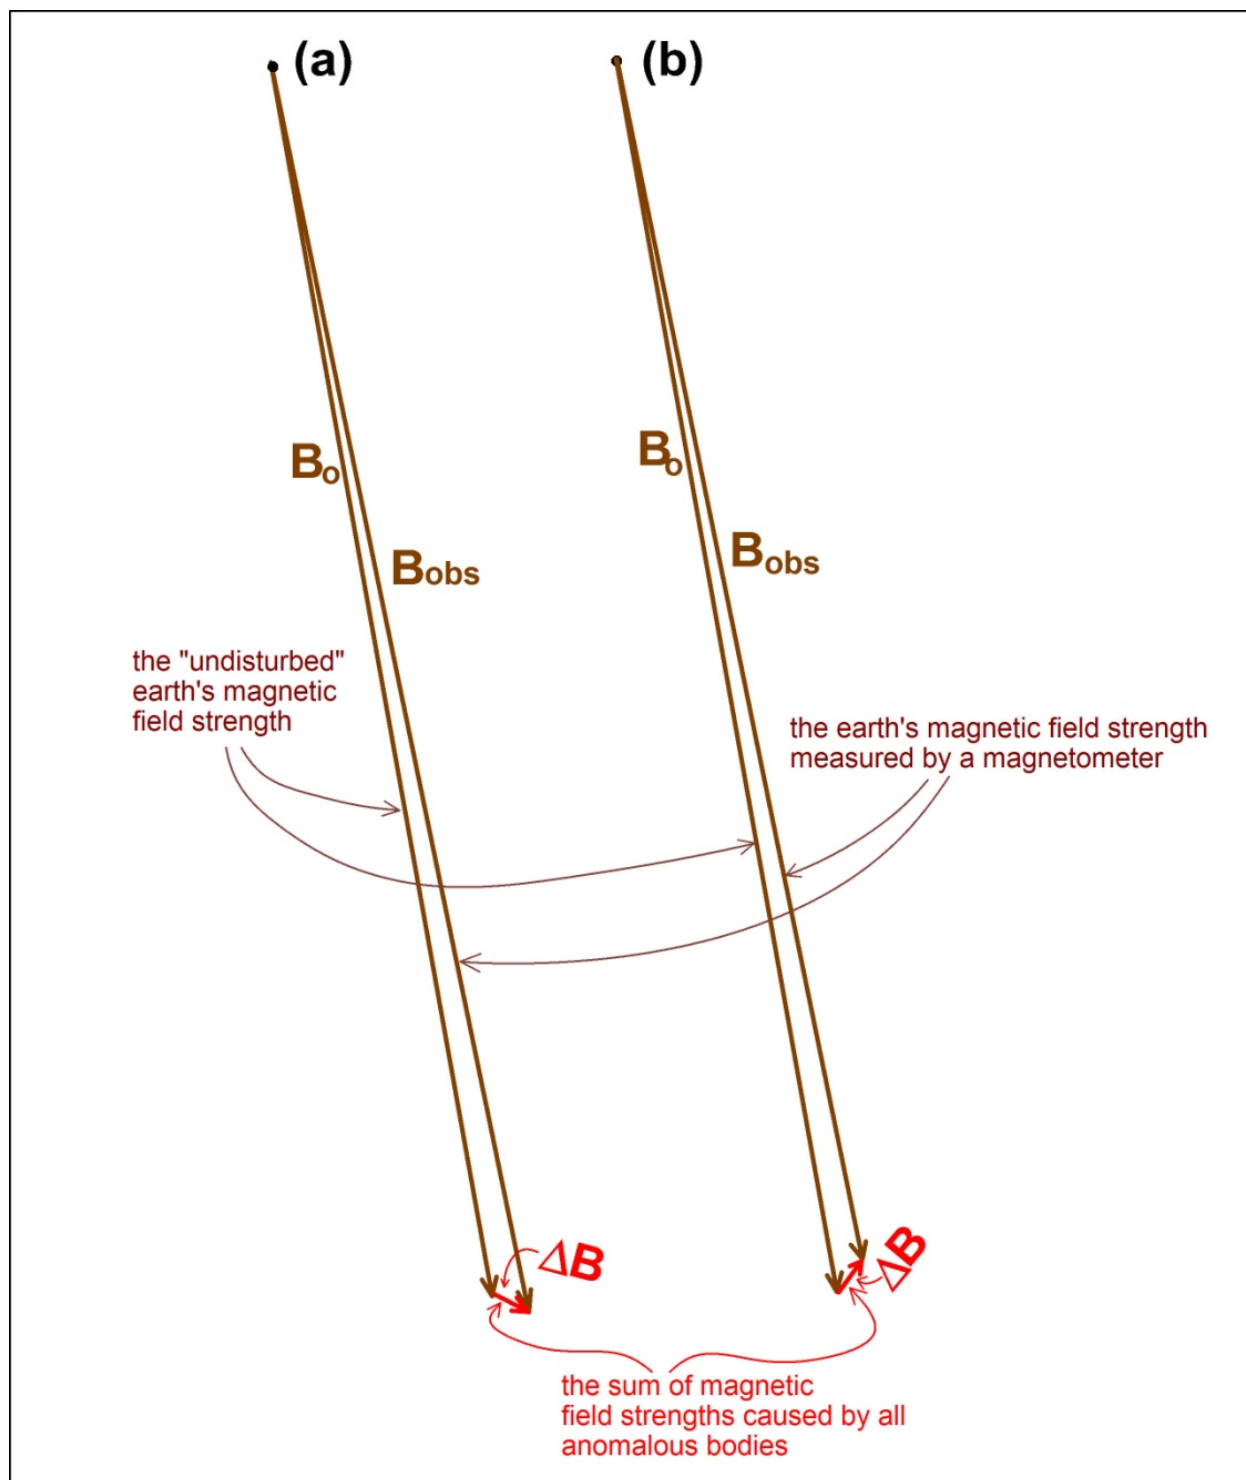 (a)
(b)
Bo
Bobs
Bo
Bobs
the "undisturbed"
earth's magnetic
field strength
the earth's magnetic field strength
measured by a magnetometer
ΔB
ΔB
the sum of magnetic
field strengths caused by all
anomalous bodies